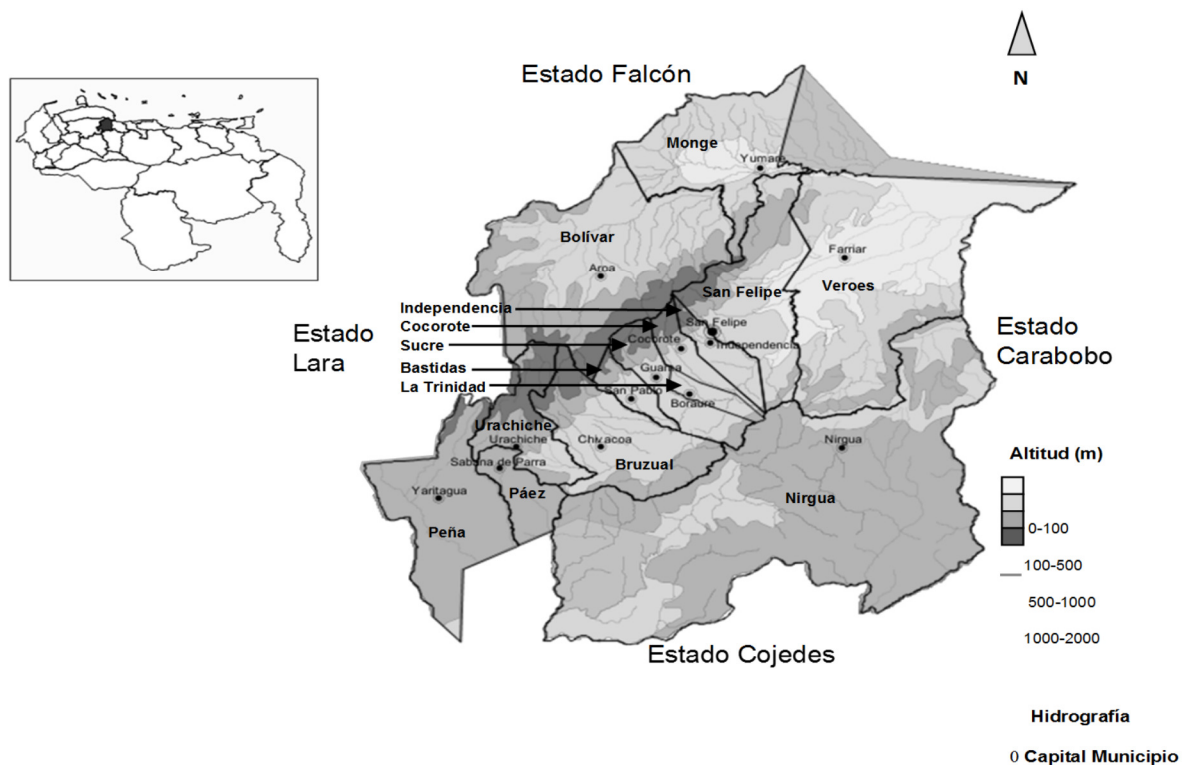 N
Estado Falcón
Monge
Yumare
Bolívar
Aroa
Farriar
Veroes
San Felipe
Independencia
San Felipe
Cocorote
Independencia
Cocorote
Sucre
Estado
Lara
Estado
Carabobo
Bastidas
Guama
La Trinidad
San Pablo
Boraure
Urachiche
Urachiche
Chivacoa
Nirgua
Sabana de Parra
Bruzual
Yaritagua
Páez
Nirgua
Peña
Altitud (m)
0-100
100-500
500-1000
1000-2000
Estado Cojedes
Hidrografía
0 Capital Municipio